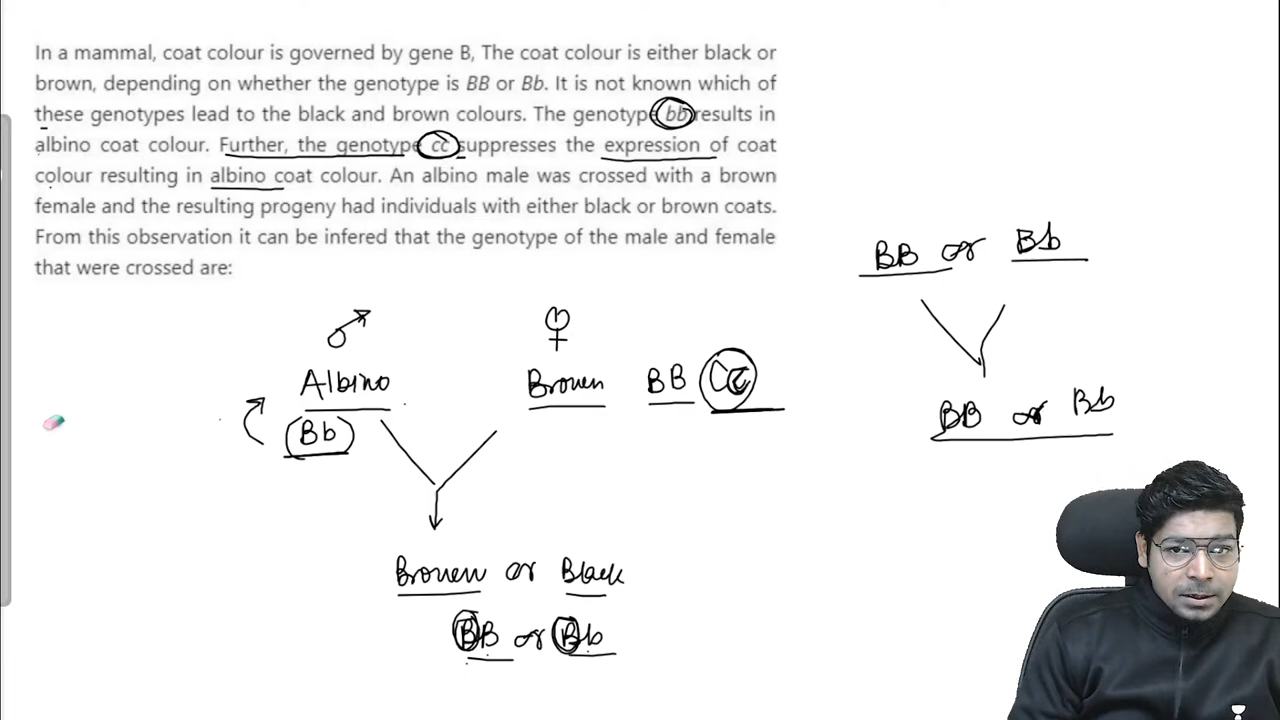 In a mammal, coat colour is governed by gene B, The coat colour is either black or
brown, depending on whether the genotype is BB or Bb. It is not known which of
these genotypes lead to the black and brown colours. The genotype bb results in
albino coat colour. Further, the genotype cc suppresses the expression of coat
colour resulting in albino coat colour. An albino male was crossed with a brown
female and the resulting progeny had individuals with either black or brown coats.
From this observation it can be infered that the genotype of the male and female
that were crossed are:
BB or Bb
♂ ♀
Albino Brown BB
Bb
BB or Bb
Brown or Black
BB or Bb